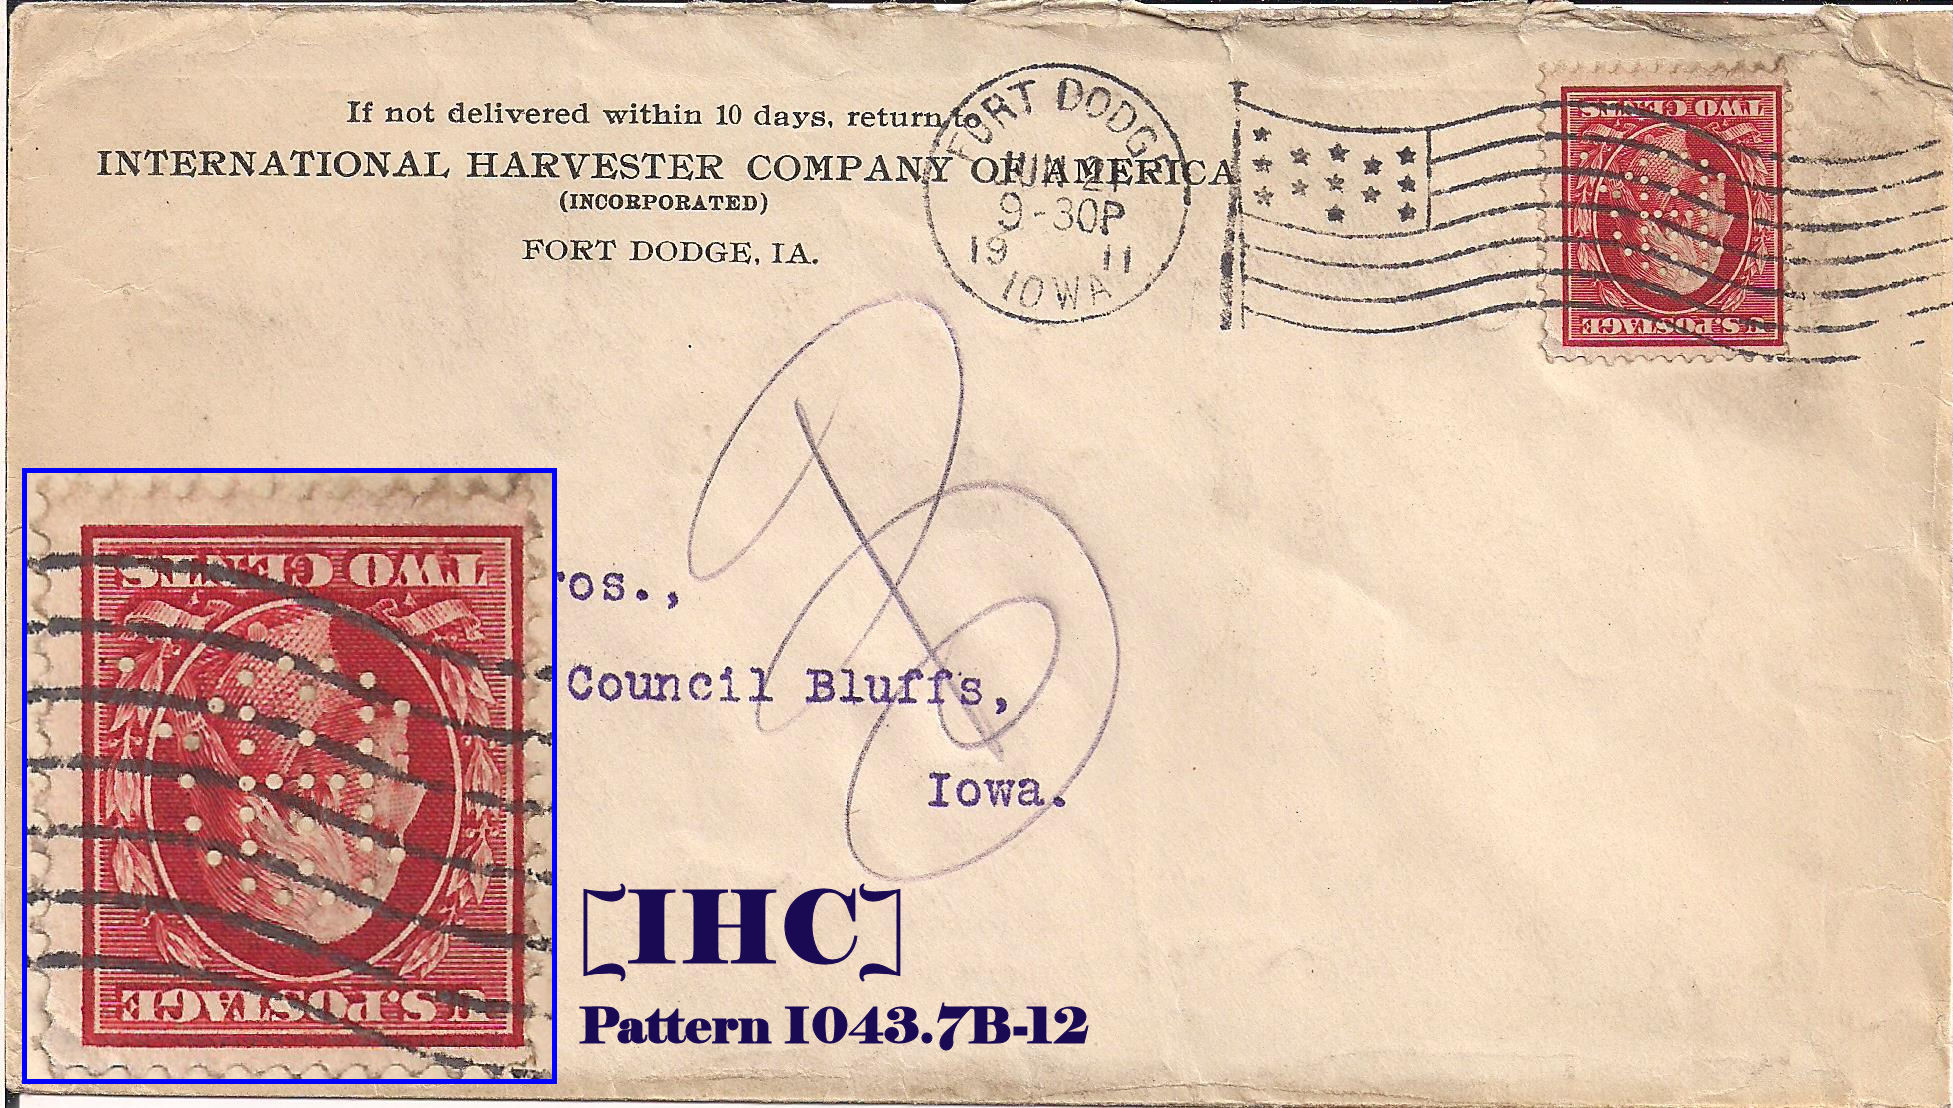 If not delivered within 10 days, return to
INTERNATIONAL HARVESTER COMPANY OF AMERICA
(INCORPORATED)
FORT DODGE, IA.
FORT DODGE
JUN 21
9-30P
19 11
IOWA
TWO CENTS
U.S. POSTAGE
TWO CENTS
U.S. POSTAGE
ros.,
Council Bluffs,
Iowa.
[IHC]
Pattern I043.7B-12